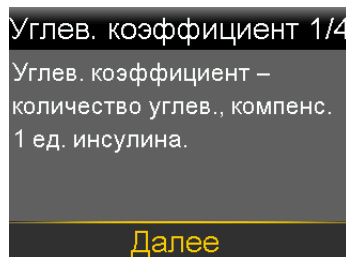 Углев. коэффициент 1/4
Углев. коэффициент –
количество углев., компенс.
1 ед. инсулина.
Далее